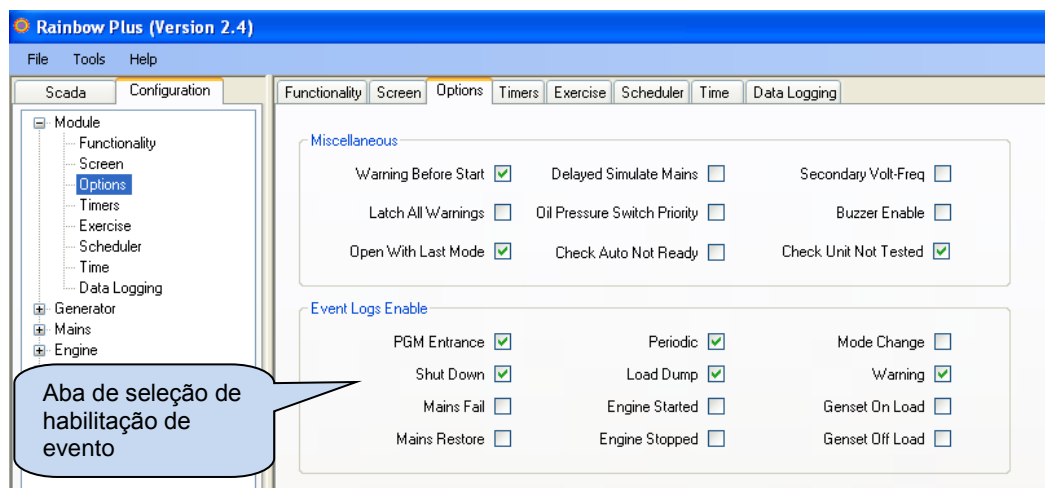 Rainbow Plus (Version 2.4)
File Tools Help
Scada Configuration
Module
Functionality
Screen
Options
Timers
Exercise
Scheduler
Time
Data Logging
Generator
Mains
Engine
Functionality Screen Options Timers Exercise Scheduler Time Data Logging
Miscellaneous
Warning Before Start Delayed Simulate Mains Secondary Volt-Freq
Latch All Warnings Oil Pressure Switch Priority Buzzer Enable
Open With Last Mode Check Auto Not Ready Check Unit Not Tested
Event Logs Enable
PGM Entrance Periodic Mode Change
Shut Down Load Dump Warning
Mains Fail Engine Started Genset On Load
Mains Restore Engine Stopped Genset Off Load
Aba de seleção de
habilitação de
evento